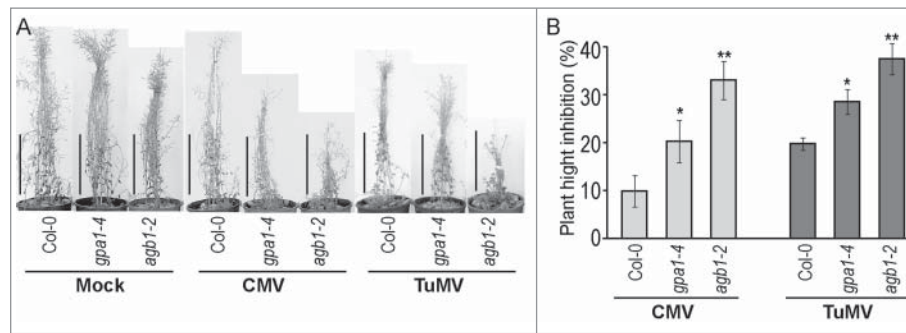 A
Col-0 gpa1-4 agb1-2 Col-0 gpa1-4 agb1-2 Col-0 gpa1-4 agb1-2
Mock CMV TuMV
B
Plant hight inhibition (%)
40
30
20
10
0
* ** * **
Col-0 gpa1-4 agb1-2 Col-0 gpa1-4 agb1-2
CMV TuMV